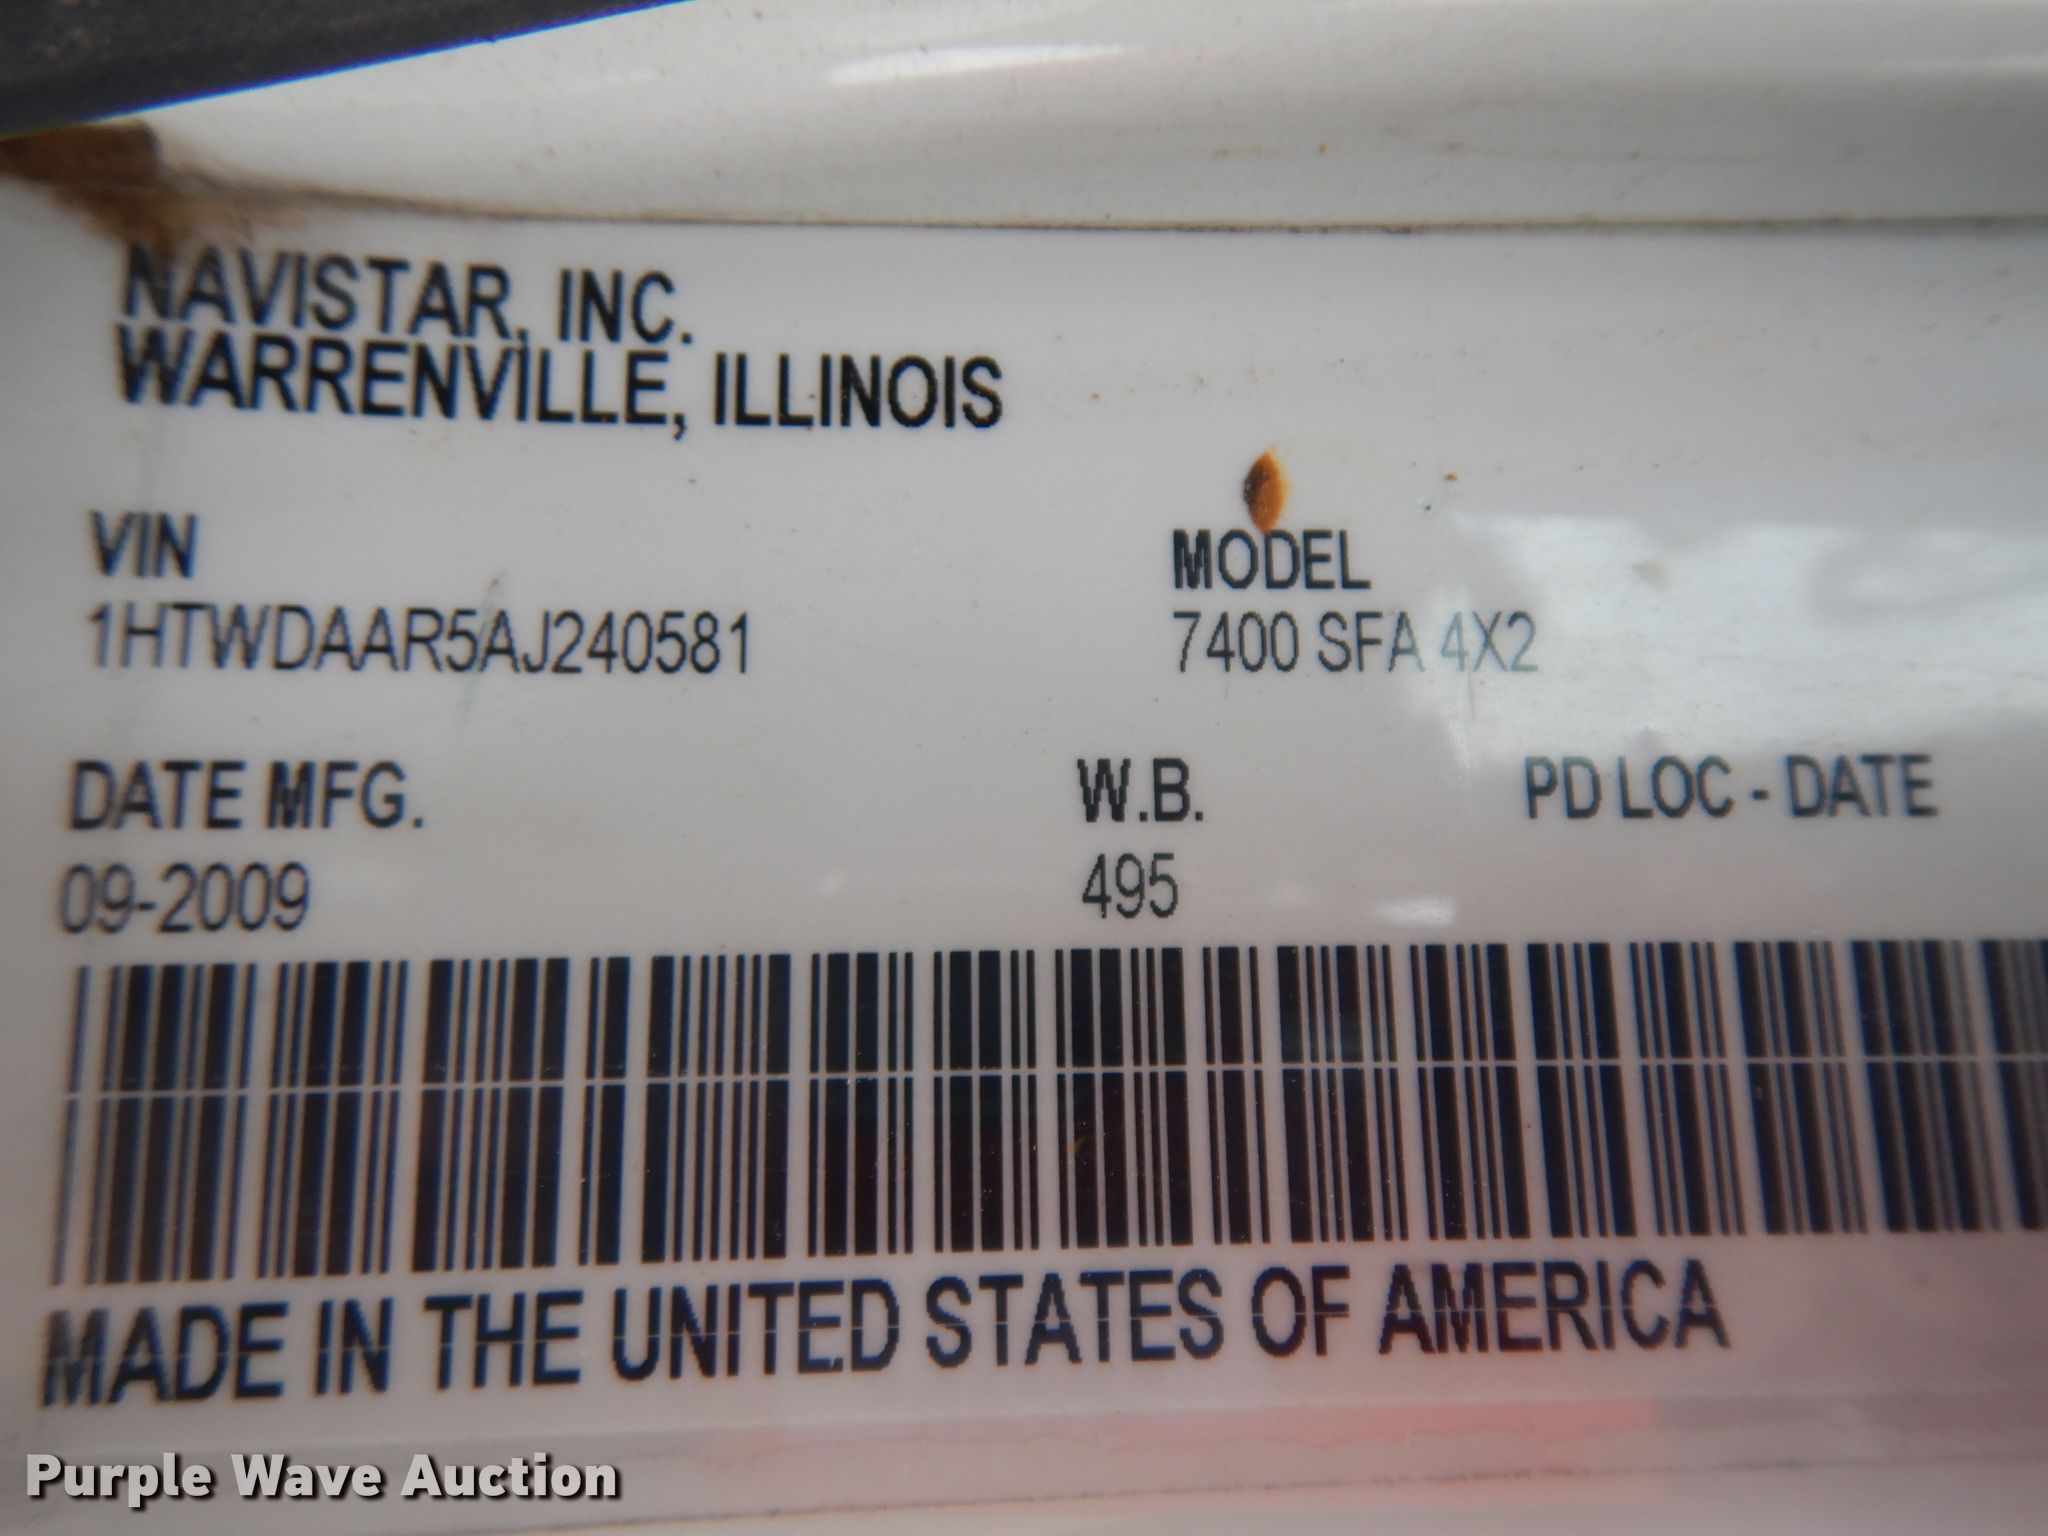 NAVISTAR, INC.
WARRENVILLE, ILLINOIS
VIN
1HTWDAAR5AJ240581
MODEL
7400 SFA 4X2
DATE MFG.
09-2009
W.B.
495
PD LOC - DATE
MADE IN THE UNITED STATES OF AMERICA
Purple Wave Auction